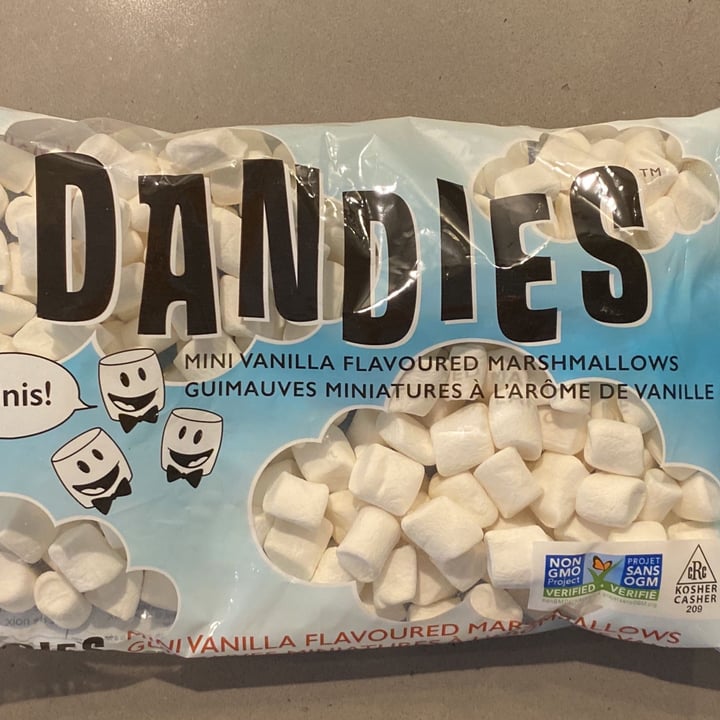 DANDIES™
MINI VANILLA FLAVOURED MARSHMALLOWS
GUIMAUVES MINIATURES À L'ARÔME DE VANILLE
nis!
NON
GMO
Project
VERIFIED
PROJET
SANS
OGM
VÉRIFIÉ
CRC
KOSHER
CASHER
209
MINI VANILLA FLAVOURED MARSHMALLOWS